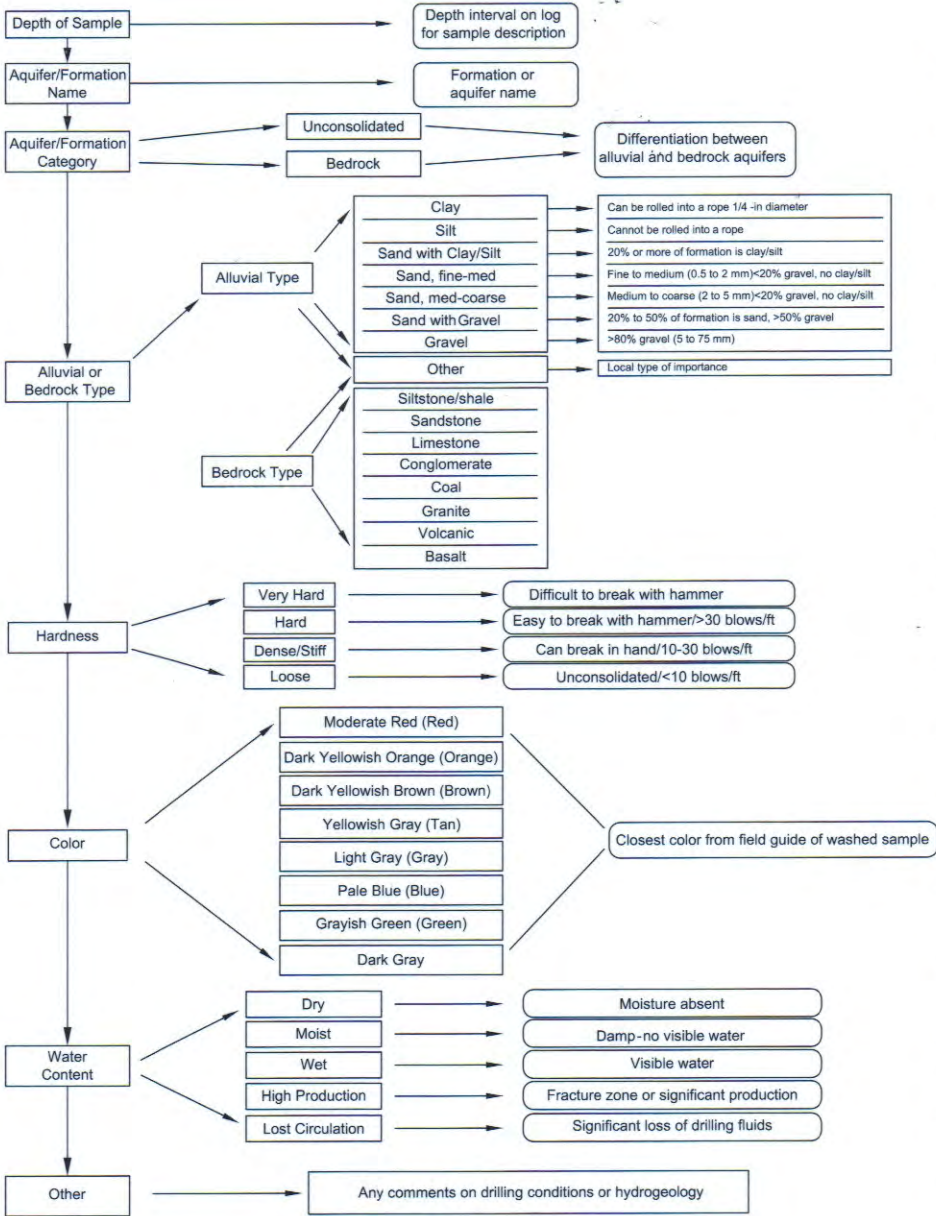 Depth of Sample
Depth interval on log
for sample description
Aquifer/Formation
Name
Formation or
aquifer name
Aquifer/Formation
Category
Unconsolidated
Bedrock
Differentiation between
alluvial and bedrock aquifers
Alluvial or
Bedrock Type
Alluvial Type
Clay
Can be rolled into a rope 1/4 -in diameter
Silt
Cannot be rolled into a rope
Sand with Clay/Silt
20% or more of formation is clay/silt
Sand, fine-med
Fine to medium (0.5 to 2 mm)<20% gravel, no clay/silt
Sand, med-coarse
Medium to coarse (2 to 5 mm)<20% gravel, no clay/silt
Sand with Gravel
20% to 50% of formation is sand, >50% gravel
Gravel
>80% gravel (5 to 75 mm)
Other
Local type of importance
Bedrock Type
Siltstone/shale
Sandstone
Limestone
Conglomerate
Coal
Granite
Volcanic
Basalt
Hardness
Very Hard
Difficult to break with hammer
Hard
Easy to break with hammer/>30 blows/ft
Dense/Stiff
Can break in hand/10-30 blows/ft
Loose
Unconsolidated/<10 blows/ft
Color
Moderate Red (Red)
Dark Yellowish Orange (Orange)
Dark Yellowish Brown (Brown)
Yellowish Gray (Tan)
Light Gray (Gray)
Pale Blue (Blue)
Grayish Green (Green)
Dark Gray
Closest color from field guide of washed sample
Water
Content
Dry
Moisture absent
Moist
Damp-no visible water
Wet
Visible water
High Production
Fracture zone or significant production
Lost Circulation
Significant loss of drilling fluids
Other
Any comments on drilling conditions or hydrogeology